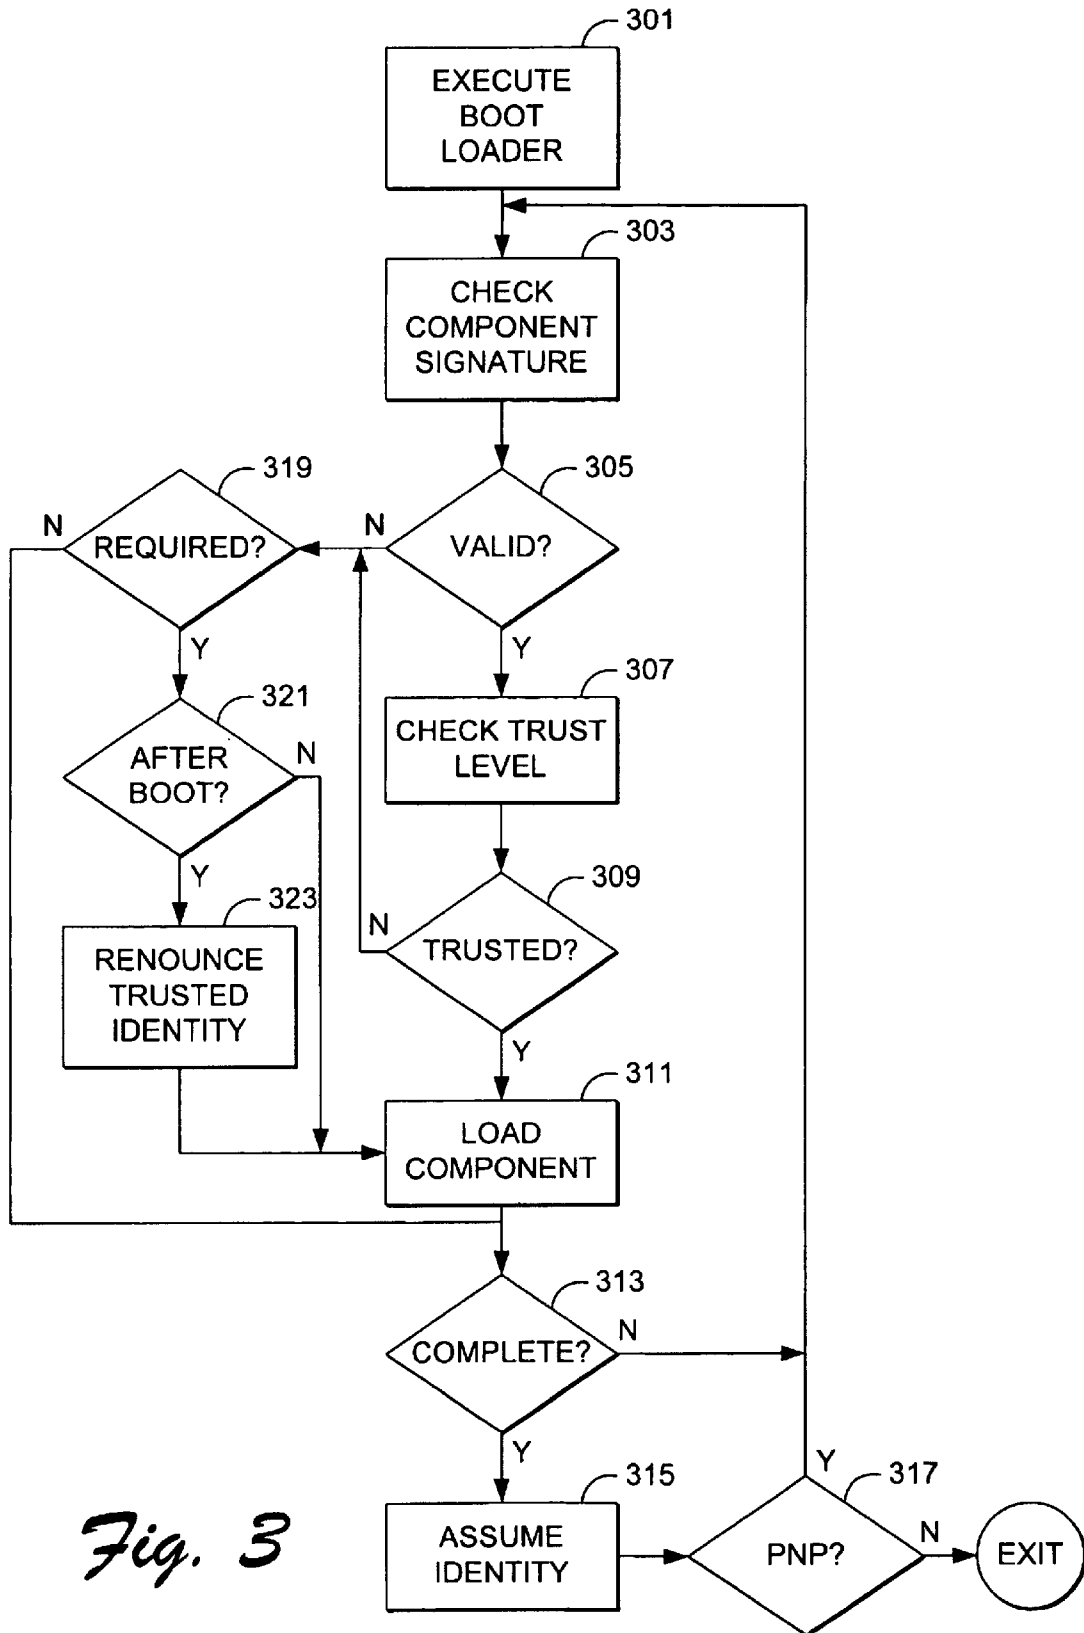 301
EXECUTE
BOOT
LOADER
303
CHECK
COMPONENT
SIGNATURE
319
305
N
REQUIRED?
N
VALID?
Y
Y
321
307
AFTER
BOOT?
N
CHECK TRUST
LEVEL
Y
323
309
N
TRUSTED?
RENOUNCE
TRUSTED
IDENTITY
Y
311
LOAD
COMPONENT
313
COMPLETE?
N
Y
Y
315
317
Fig. 3
ASSUME
IDENTITY
PNP?
N
EXIT